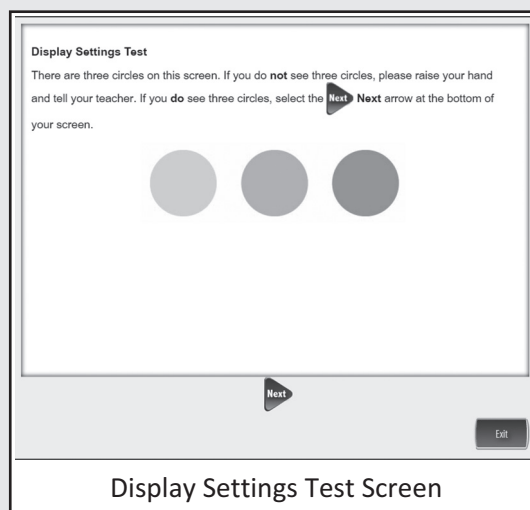 Display Settings Test
There are three circles on this screen. If you do not see three circles, please raise your hand
and tell your teacher. If you do see three circles, select the Next Next arrow at the bottom of
your screen.
Next
Exit
Display Settings Test Screen